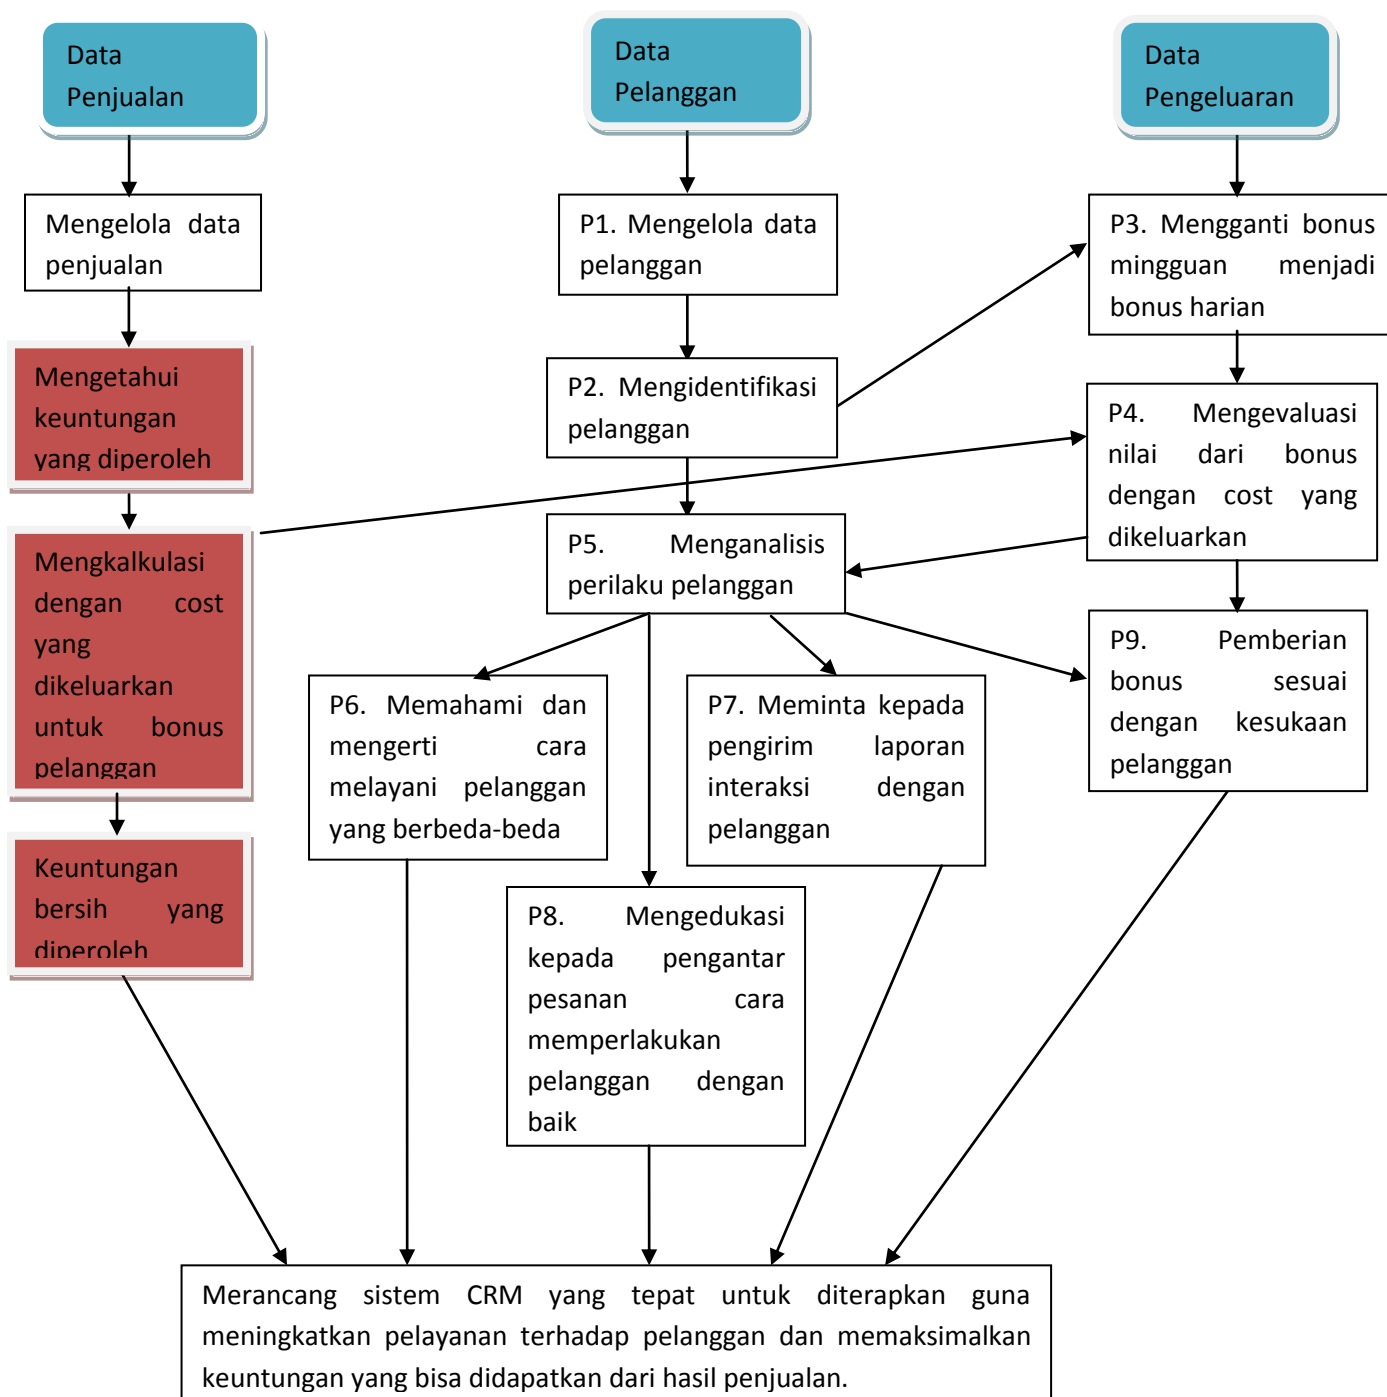 Data
Penjualan
Data
Pelanggan
Data
Pengeluaran
Mengelola data
penjualan
P1. Mengelola data
pelanggan
P3. Mengganti bonus
mingguan menjadi
bonus harian
Mengetahui
keuntungan
yang diperoleh
P2. Mengidentifikasi
pelanggan
P4. Mengevaluasi
nilai dari bonus
dengan cost yang
dikeluarkan
Mengkalkulasi
dengan cost
yang
dikeluarkan
untuk bonus
pelanggan
P5. Menganalisis
perilaku pelanggan
P9. Pemberian
bonus sesuai
dengan kesukaan
pelanggan
P6. Memahami dan
mengerti cara
melayani pelanggan
yang berbeda-beda
P7. Meminta kepada
pengirim laporan
interaksi dengan
pelanggan
Keuntungan
bersih yang
diperoleh
P8. Mengedukasi
kepada pengantar
pesanan cara
memperlakukan
pelanggan dengan
baik
Merancang sistem CRM yang tepat untuk diterapkan guna
meningkatkan pelayanan terhadap pelanggan dan memaksimalkan
keuntungan yang bisa didapatkan dari hasil penjualan.